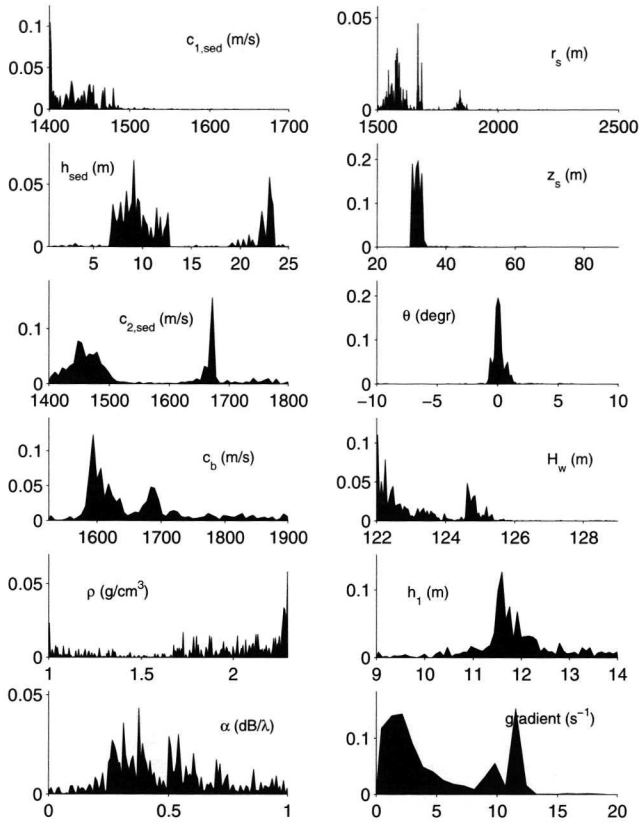 0.1
0.05
0
c1,sed (m/s)
1400 1500 1600 1700
0.05
0
rs (m)
1500 2000 2500
0.05
0
hsed (m)
5 10 15 20 25
0.2
0.1
0
zs (m)
20 40 60 80
0.1
0
c2,sed (m/s)
1400 1500 1600 1700 1800
0.2
0.1
0
θ (degr)
−10 −5 0 5 10
0.1
0.05
0
cb (m/s)
1600 1700 1800 1900
0.1
0.05
0
Hw (m)
122 124 126 128
0.05
0
ρ (g/cm³)
1 1.5 2
0.1
0
h1 (m)
9 10 11 12 13 14
0.05
0
α (dB/λ)
0 0.5 1
0.1
0
gradient (s⁻¹)
0 5 10 15 20